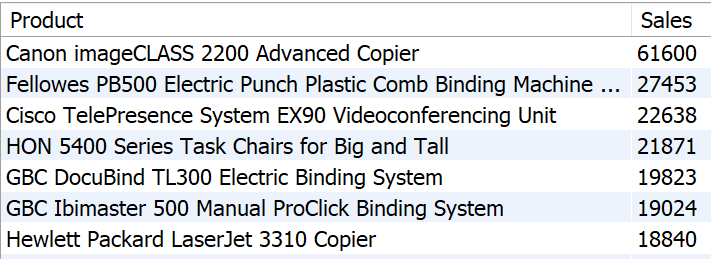 Product Sales
Canon imageCLASS 2200 Advanced Copier 61600
Fellowes PB500 Electric Punch Plastic Comb Binding Machine ... 27453
Cisco TelePresence System EX90 Videoconferencing Unit 22638
HON 5400 Series Task Chairs for Big and Tall 21871
GBC DocuBind TL300 Electric Binding System 19823
GBC Ibimaster 500 Manual ProClick Binding System 19024
Hewlett Packard LaserJet 3310 Copier 18840